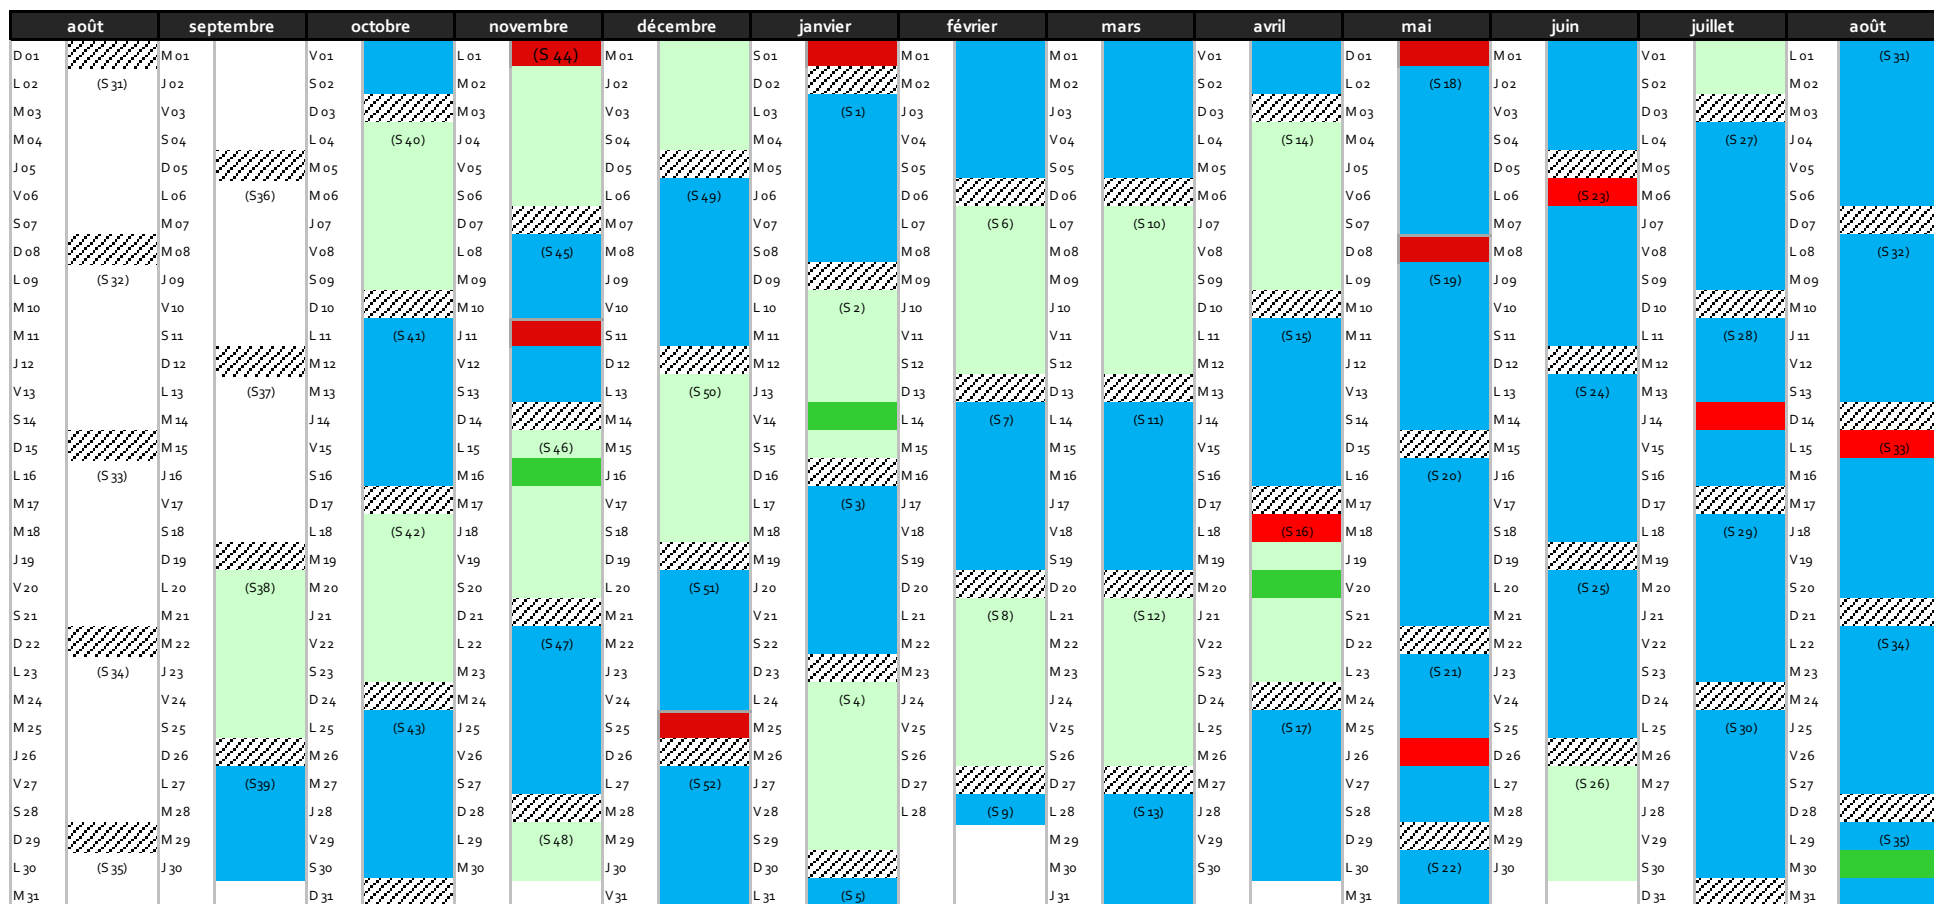 août septembre octobre novembre décembre janvier février mars avril mai juin juillet août
D 01 M 01 V 01 L 01 (S 44) M 01 S 01 M 01 M 01 V 01 D 01 M 01 V 01 L 01 (S 31)
L 02 (S 31) J 02 S 02 M 02 J 02 D 02 M 02 M 02 S 02 L 02 (S 18) J 02 S 02 M 02
M 03 V 03 D 03 M 03 V 03 L 03 (S 1) J 03 J 03 D 03 M 03 V 03 D 03 M 03
M 04 S 04 L 04 (S 40) J 04 S 04 M 04 V 04 V 04 L 04 (S 14) M 04 S 04 L 04 (S 27) J 04
J 05 D 05 M 05 V 05 D 05 M 05 S 05 S 05 M 05 J 05 D 05 M 05 V 05
V 06 L 06 (S36) M 06 S 06 L 06 (S 49) J 06 D 06 D 06 M 06 V 06 L 06 (S 23) M 06 S 06
S 07 M 07 J 07 D 07 M 07 V 07 L 07 (S 6) L 07 (S 10) J 07 S 07 M 07 J 07 D 07
D 08 M 08 V 08 L 08 (S 45) M 08 S 08 M 08 M 08 V 08 D 08 M 08 V 08 L 08 (S 32)
L 09 (S 32) J 09 S 09 M 09 J 09 D 09 M 09 M 09 S 09 L 09 (S 19) J 09 S 09 M 09
M 10 V 10 D 10 M 10 V 10 L 10 (S 2) J 10 J 10 D 10 M 10 V 10 D 10 M 10
M 11 S 11 L 11 (S 41) J 11 S 11 M 11 V 11 V 11 L 11 (S 15) M 11 S 11 L 11 (S 28) J 11
J 12 D 12 M 12 V 12 D 12 M 12 S 12 S 12 M 12 J 12 D 12 M 12 V 12
V 13 L 13 (S37) M 13 S 13 L 13 (S 50) J 13 D 13 D 13 M 13 V 13 L 13 (S 24) M 13 S 13
S 14 M 14 J 14 D 14 M 14 V 14 L 14 (S 7) L 14 (S 11) J 14 S 14 M 14 J 14 D 14
D 15 M 15 V 15 L 15 (S 46) M 15 S 15 M 15 M 15 V 15 D 15 M 15 V 15 L 15 (S 33)
L 16 (S 33) J 16 S 16 M 16 J 16 D 16 M 16 M 16 S 16 L 16 (S 20) J 16 S 16 M 16
M 17 V 17 D 17 M 17 V 17 L 17 (S 3) J 17 J 17 D 17 M 17 V 17 D 17 M 17
M 18 S 18 L 18 (S 42) J 18 S 18 M 18 V 18 V 18 L 18 (S 16) M 18 S 18 L 18 (S 29) J 18
J 19 D 19 M 19 V 19 D 19 M 19 S 19 S 19 M 19 J 19 D 19 M 19 V 19
V 20 L 20 (S38) M 20 S 20 L 20 (S 51) J 20 D 20 D 20 M 20 V 20 L 20 (S 25) M 20 S 20
S 21 M 21 J 21 D 21 M 21 V 21 L 21 (S 8) L 21 (S 12) J 21 S 21 M 21 J 21 D 21
D 22 M 22 V 22 L 22 (S 47) M 22 S 22 M 22 M 22 V 22 D 22 M 22 V 22 L 22 (S 34)
L 23 (S 34) J 23 S 23 M 23 J 23 D 23 M 23 M 23 S 23 L 23 (S 21) J 23 S 23 M 23
M 24 V 24 D 24 M 24 V 24 L 24 (S 4) J 24 J 24 D 24 M 24 V 24 D 24 M 24
M 25 S 25 L 25 (S 43) J 25 S 25 M 25 V 25 V 25 L 25 (S 17) M 25 S 25 L 25 (S 30) J 25
J 26 D 26 M 26 V 26 D 26 M 26 S 26 S 26 M 26 J 26 D 26 M 26 V 26
V 27 L 27 (S39) M 27 S 27 L 27 (S 52) J 27 D 27 D 27 M 27 V 27 L 27 (S 26) M 27 S 27
S 28 M 28 J 28 D 28 M 28 V 28 L 28 (S 9) L 28 (S 13) J 28 S 28 M 28 J 28 D 28
D 29 M 29 V 29 L 29 (S 48) M 29 S 29 M 29 V 29 D 29 M 29 V 29 L 29 (S 35)
L 30 (S 35) J 30 S 30 M 30 J 30 D 30 M 30 S 30 L 30 (S 22) J 30 S 30 M 30
M 31 D 31 V 31 L 31 (S 5) J 31 M 31 D 31 M 31